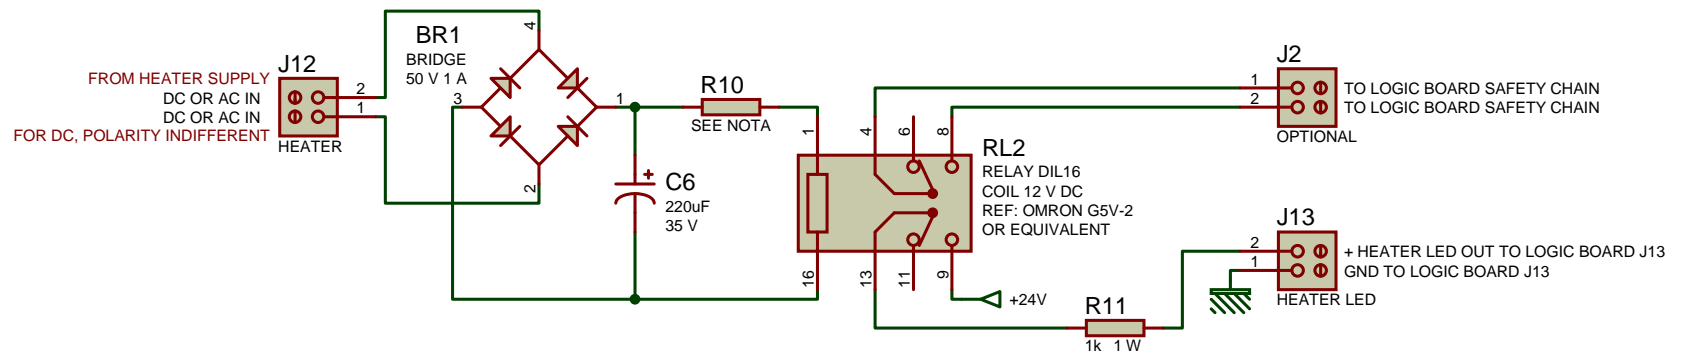 J12
FROM HEATER SUPPLY
DC OR AC IN
DC OR AC IN
FOR DC, POLARITY INDIFFERENT
HEATER
2
1
BR1
BRIDGE
50 V 1 A
4
3
1
2
R10
SEE NOTA
C6
220uF
35 V
+
1
4
6
8
16
13
11
9
RL2
RELAY DIL16
COIL 12 V DC
REF: OMRON G5V-2
OR EQUIVALENT
+24V
R11
1k 1 W
J2
1
2
TO LOGIC BOARD SAFETY CHAIN
TO LOGIC BOARD SAFETY CHAIN
OPTIONAL
J13
2
1
+ HEATER LED OUT TO LOGIC BOARD J13
GND TO LOGIC BOARD J13
HEATER LED